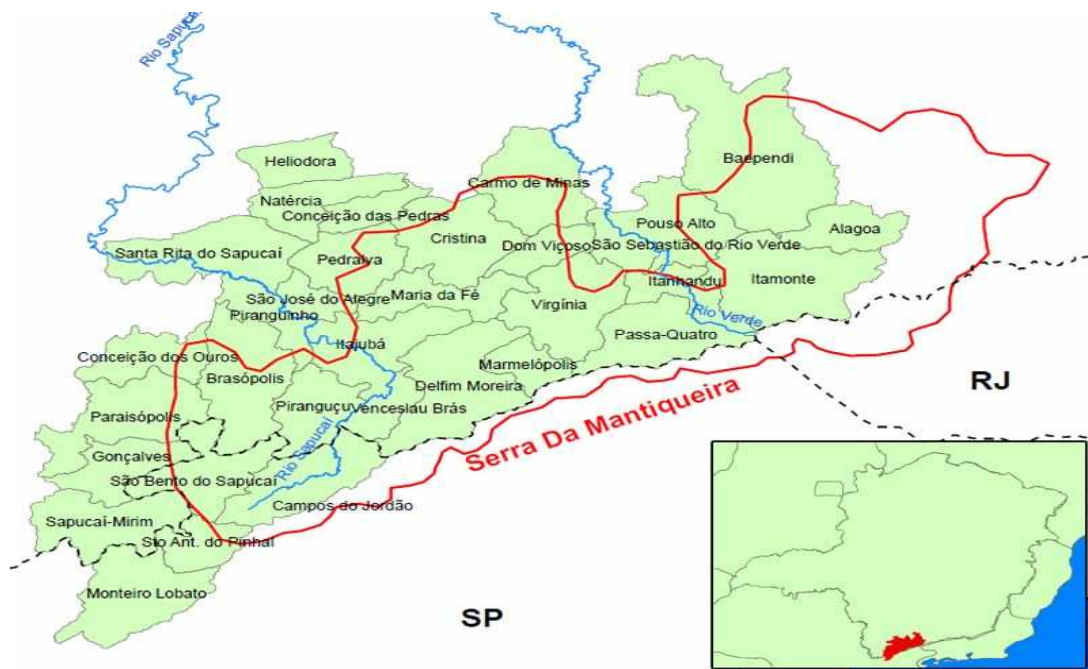 Rio Sapucaí
Heliodora
Baependi
Carmo de Minas
Natércia
Conceição das Pedras
Pouso Alto
Alagoa
Cristina
Dom Viçoso
São Sebastião do Rio Verde
Santa Rita do Sapucaí
Pedralva
Itanhandu
Itamonte
São José do Alegre
Maria da Fé
Virgínia
Piranguinho
Rio Verde
Itajubá
Passa-Quatro
Conceição dos Ouros
Marmelópolis
Brasópolis
Delfim Moreira
RJ
Piranguçu
Venceslau Brás
Paraisópolis
Serra Da Mantiqueira
Gonçalves
Rio Sapucaí
São Bento do Sapucaí
Campos do Jordão
Sapucaí-Mirim
Sto Ant. do Pinhal
Monteiro Lobato
SP